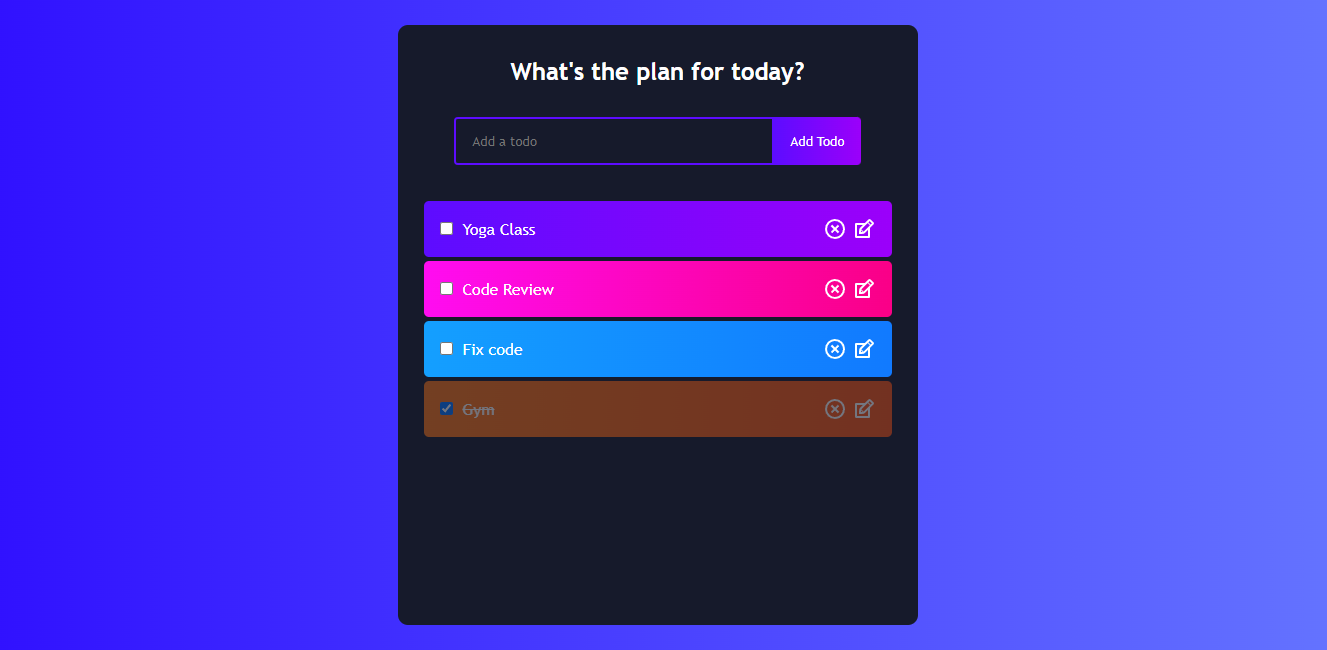 What's the plan for today?
Add a todo
Add Todo
Yoga Class
Code Review
Fix code
Gym